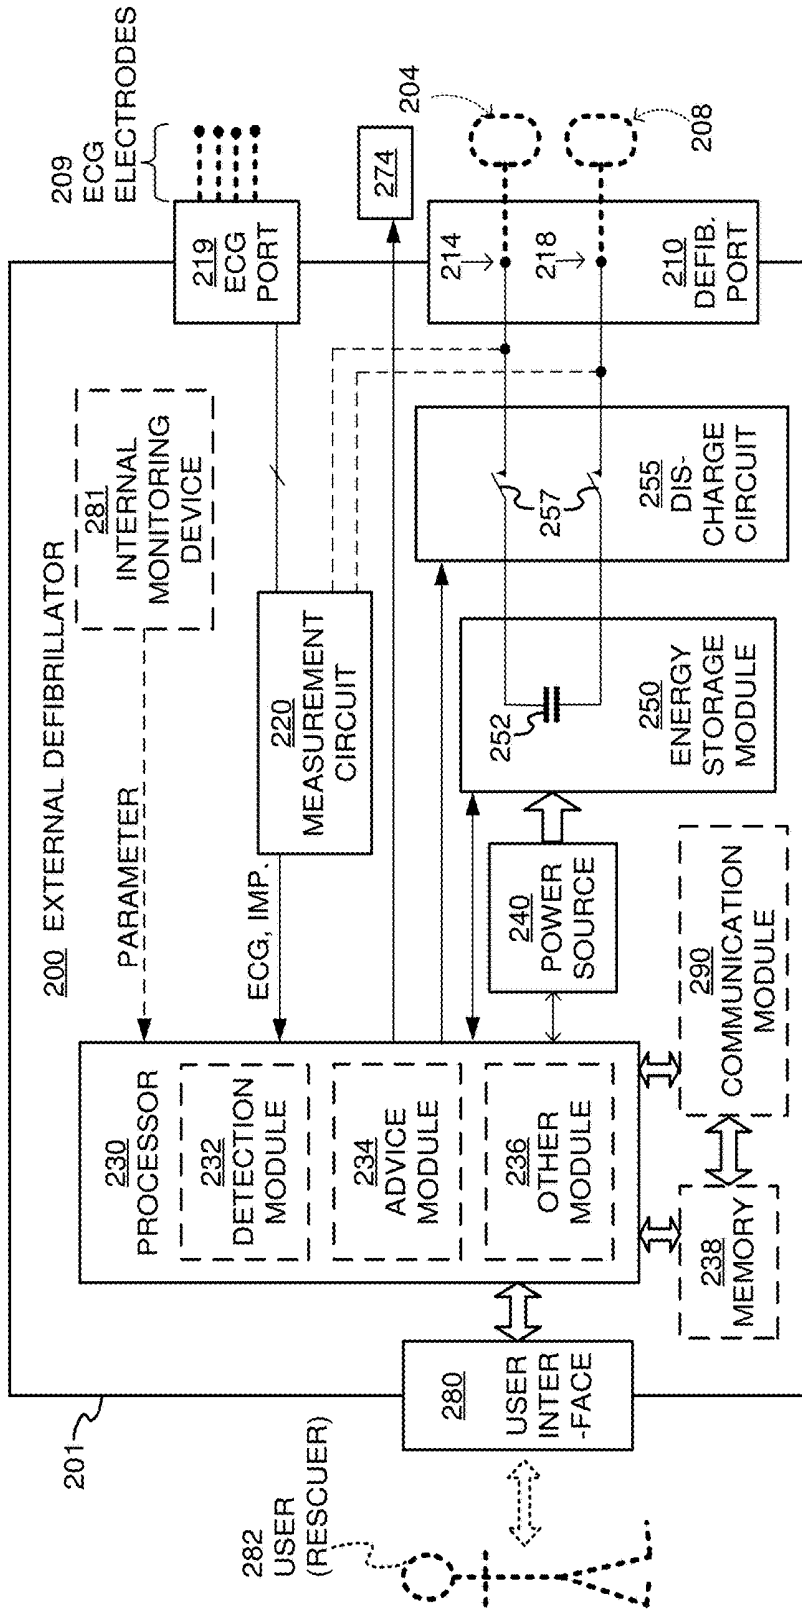 200 EXTERNAL DEFIBRILLATOR
201
282
USER
(RESCUER)
280
USER
INTER
-FACE
230
PROCESSOR
232
DETECTION
MODULE
234
ADVICE
MODULE
236
OTHER
MODULE
238
MEMORY
290
COMMUNICATION
MODULE
PARAMETER
281
INTERNAL
MONITORING
DEVICE
ECG, IMP.
220
MEASUREMENT
CIRCUIT
240
POWER
SOURCE
252
250
ENERGY
STORAGE
MODULE
257
255
DIS-
CHARGE
CIRCUIT
219
ECG
PORT
209
ECG
ELECTRODES
274
214
218
210
DEFIB.
PORT
204
208